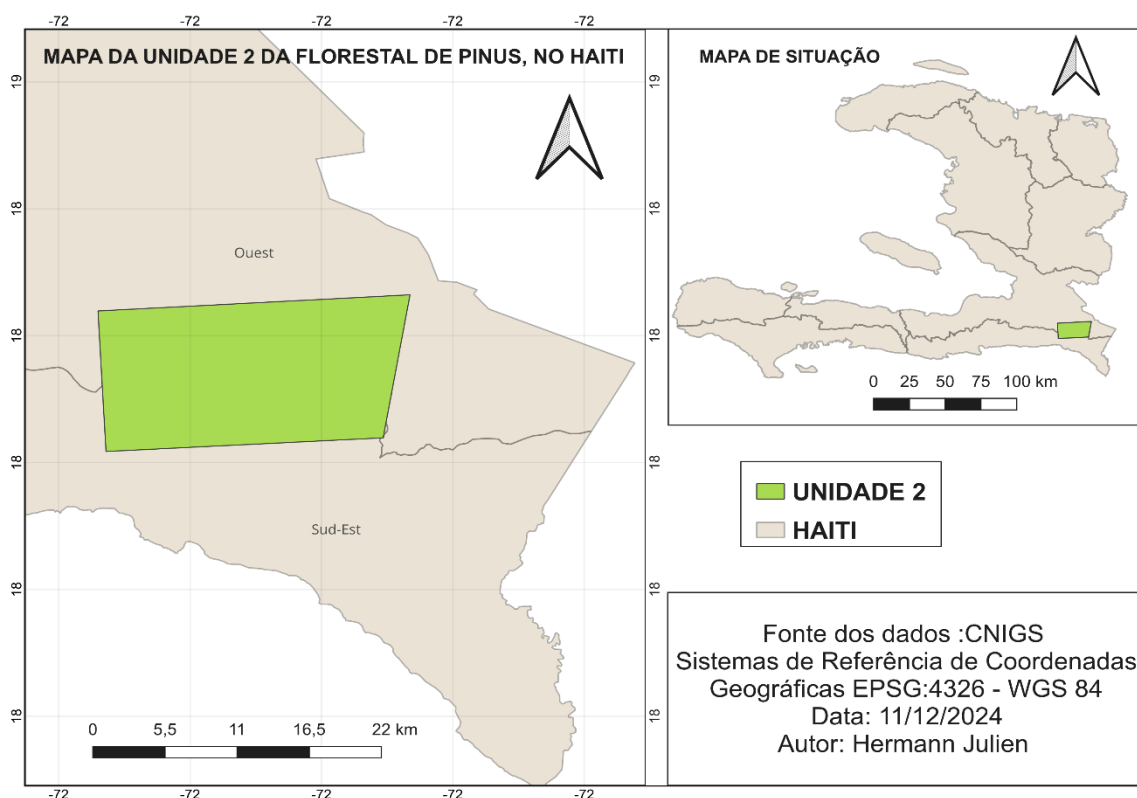 -72 -72 -72 -72 -72
MAPA DA UNIDADE 2 DA FLORESTAL DE PINUS, NO HAITI
19
18
18
18
18
18
Ouest
Sud-Est
0 5,5 11 16,5 22 km
-72 -72 -72 -72 -72
19
18
18
18
18
18
MAPA DE SITUAÇÃO
0 25 50 75 100 km
UNIDADE 2
HAITI
Fonte dos dados :CNIGS
Sistemas de Referência de Coordenadas
Geográficas EPSG:4326 - WGS 84
Data: 11/12/2024
Autor: Hermann Julien